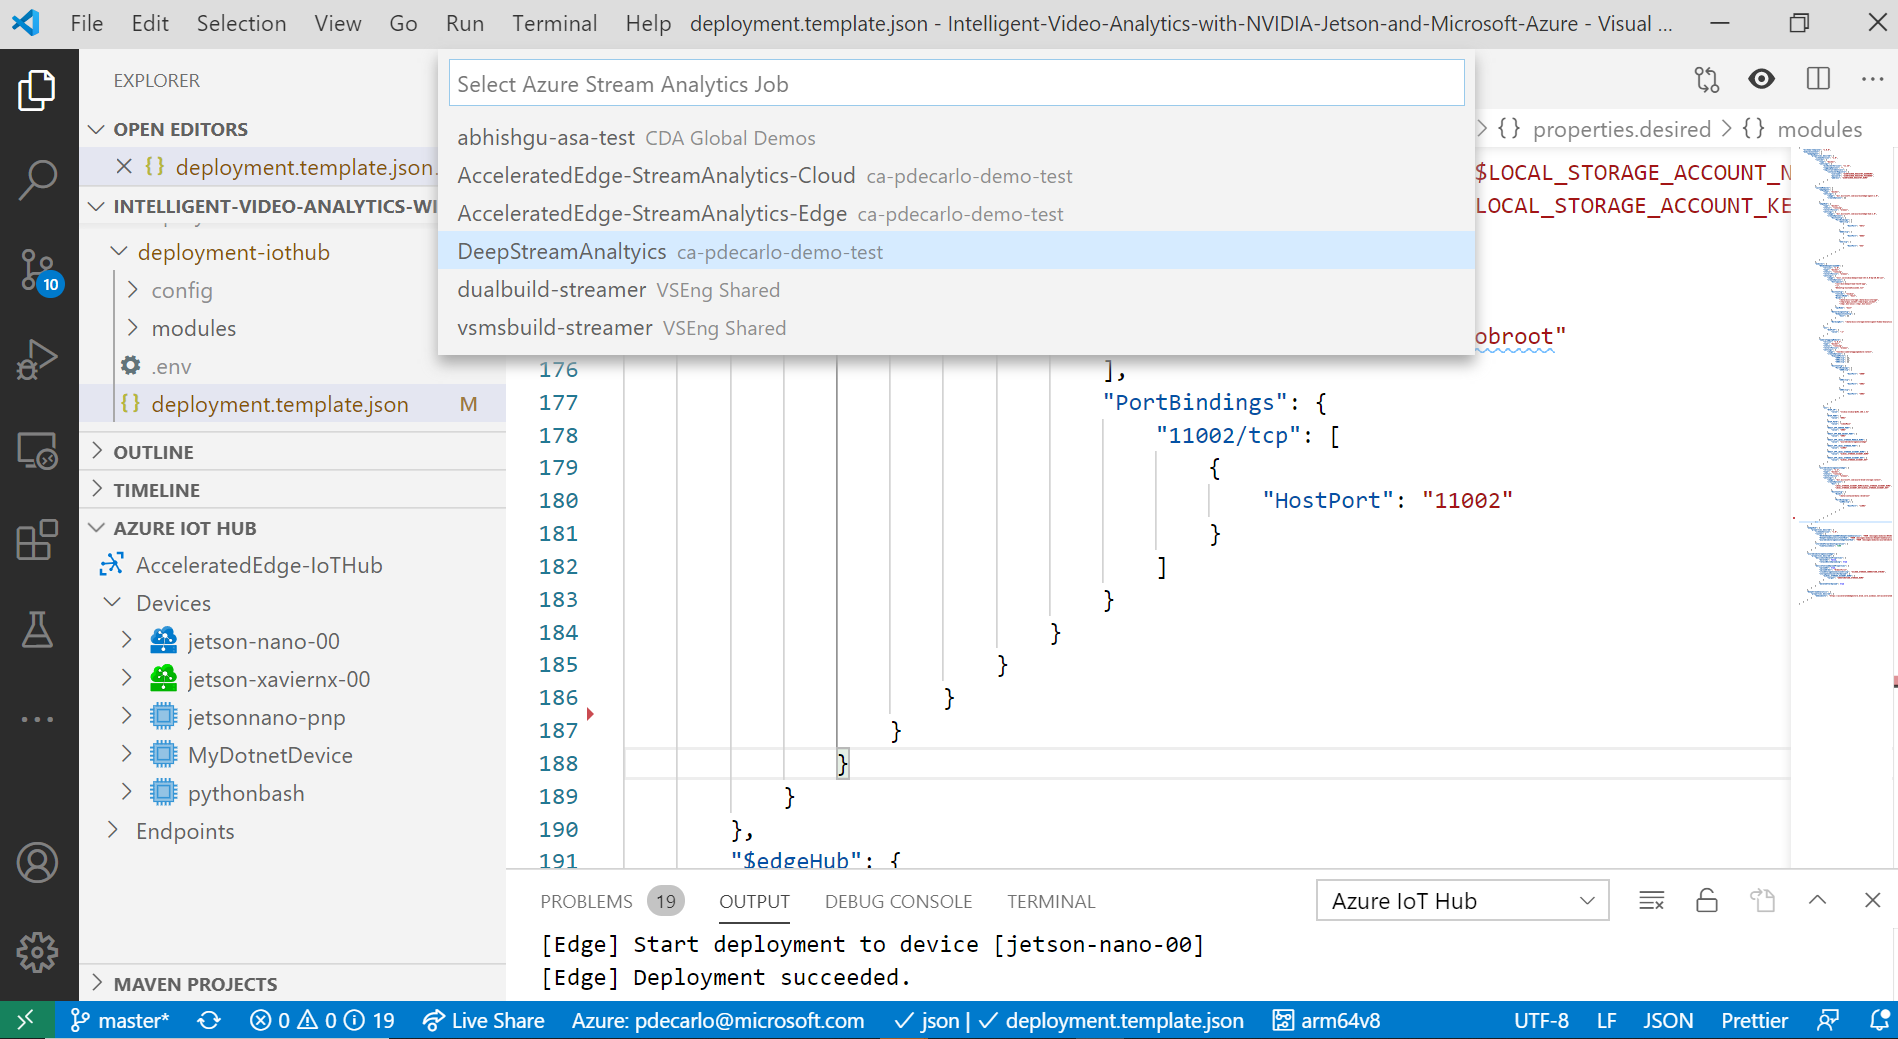 File Edit Selection View Go Run Terminal Help deployment.template.json - Intelligent-Video-Analytics-with-NVIDIA-Jetson-and-Microsoft-Azure - Visual ...
EXPLORER
OPEN EDITORS
{} deployment.template.json
INTELLIGENT-VIDEO-ANALYTICS-WI
deployment-iothub
config
modules
.env
{} deployment.template.json M
OUTLINE
TIMELINE
AZURE IOT HUB
AcceleratedEdge-IoTHub
Devices
jetson-nano-00
jetson-xaviernx-00
jetsonnano-pnp
MyDotnetDevice
pythonbash
Endpoints
MAVEN PROJECTS
10
Select Azure Stream Analytics Job
abhishgu-asa-test CDA Global Demos
AcceleratedEdge-StreamAnalytics-Cloud ca-pdecarlo-demo-test
AcceleratedEdge-StreamAnalytics-Edge ca-pdecarlo-demo-test
DeepStreamAnaltyics ca-pdecarlo-demo-test
dualbuild-streamer VSEng Shared
vsmsbuild-streamer VSEng Shared
{} properties.desired > {} modules
$LOCAL_STORAGE_ACCOUNT_N
LOCAL_STORAGE_ACCOUNT_KE
obroot"
176 ],
177 "PortBindings": {
178 "11002/tcp": [
179 {
180 "HostPort": "11002"
181 }
182 ]
183 }
184 }
185 }
186 }
187 }
188 }
189 }
190 },
191 "$edgeHub": {
PROBLEMS 19 OUTPUT DEBUG CONSOLE TERMINAL Azure IoT Hub
[Edge] Start deployment to device [jetson-nano-00]
[Edge] Deployment succeeded.
master* 0 0 19 Live Share Azure: pdecarlo@microsoft.com json | deployment.template.json arm64v8 UTF-8 LF JSON Prettier